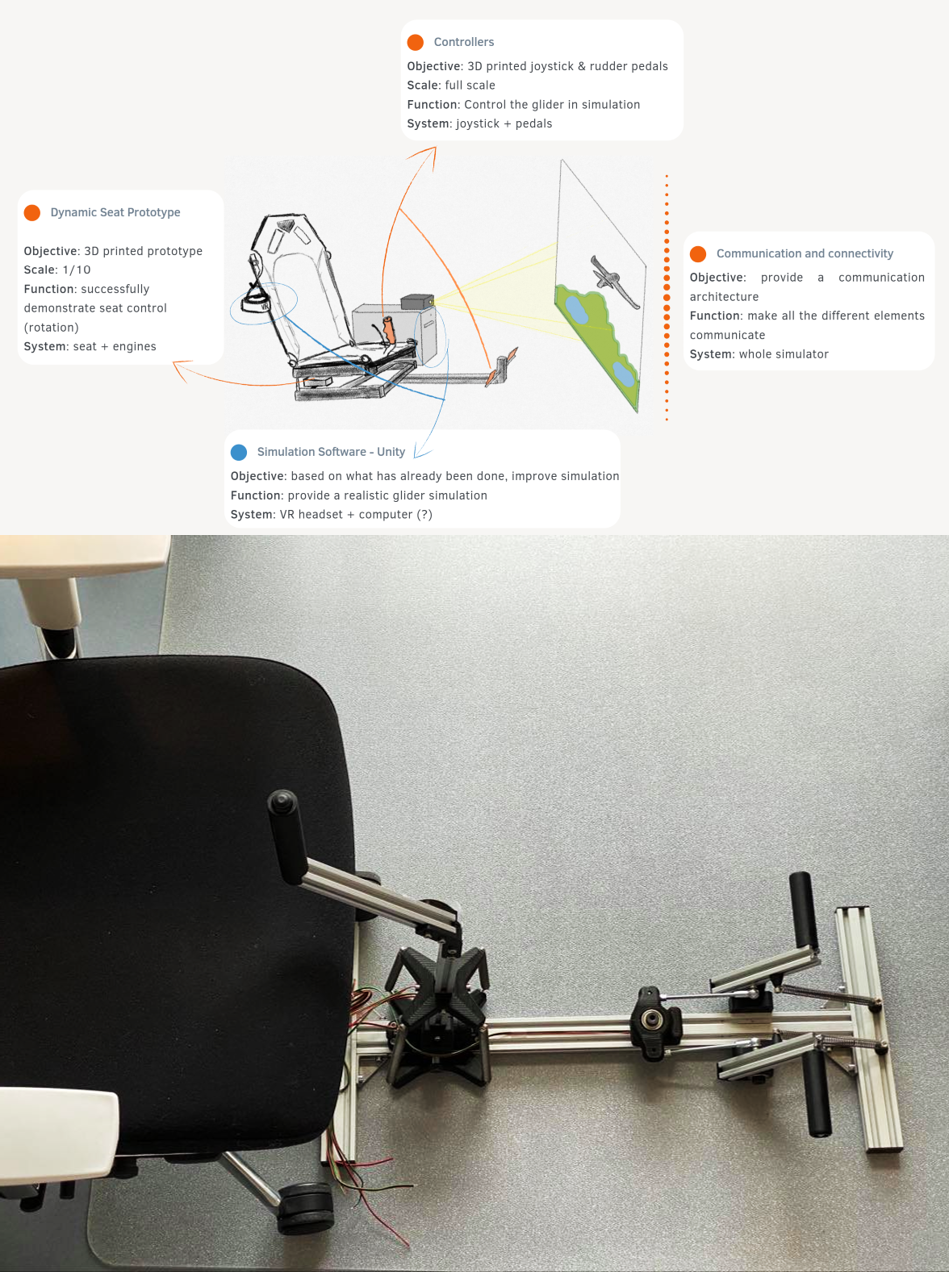 Controllers
Objective: 3D printed joystick & rudder pedals
Scale: full scale
Function: Control the glider in simulation
System: joystick + pedals
Dynamic Seat Prototype
Objective: 3D printed prototype
Scale: 1/10
Function: successfully
demonstrate seat control
(rotation)
System: seat + engines
Communication and connectivity
Objective: provide a communication
architecture
Function: make all the different elements
communicate
System: whole simulator
Simulation Software - Unity
Objective: based on what has already been done, improve simulation
Function: provide a realistic glider simulation
System: VR headset + computer (?)